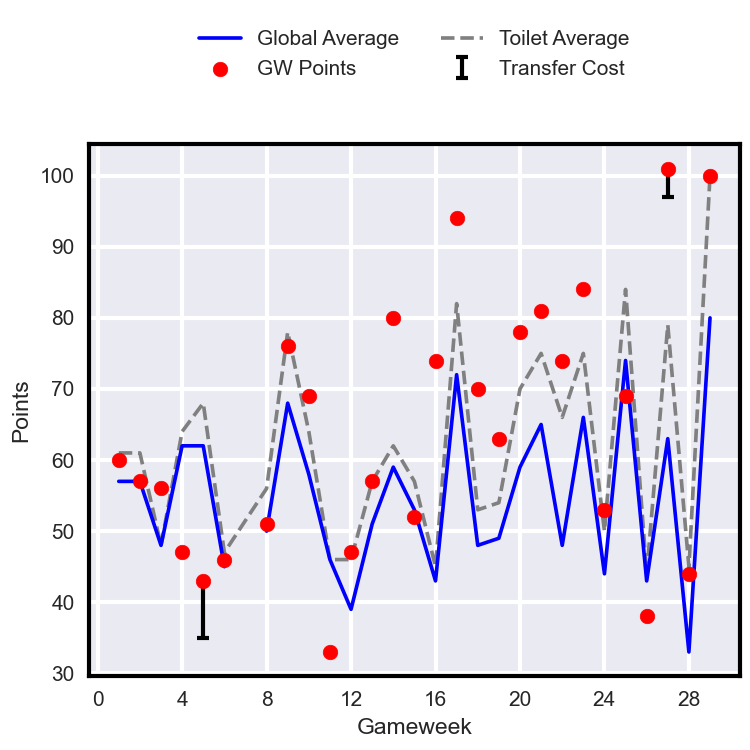 Global Average
Toilet Average
GW Points
Transfer Cost
100
90
80
70
60
50
40
30
Points
0 4 8 12 16 20 24 28
Gameweek